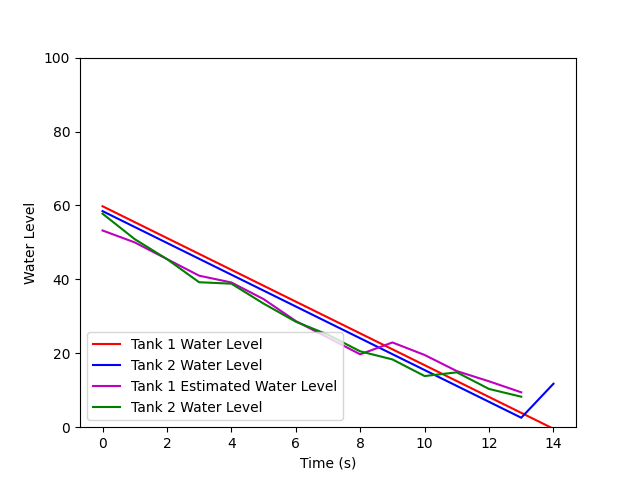 100
80
60
40
20
0
Water Level
Tank 1 Water Level
Tank 2 Water Level
Tank 1 Estimated Water Level
Tank 2 Water Level
0 2 4 6 8 10 12 14
Time (s)